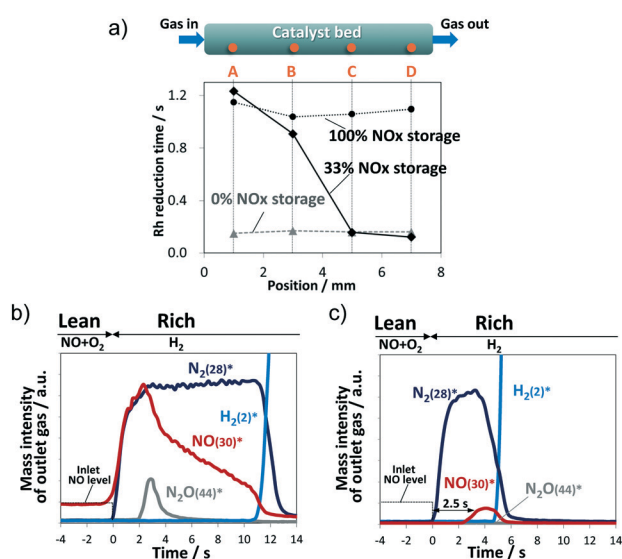 a)
Gas in
Catalyst bed
Gas out
A B C D
Rh reduction time / s
1.2
0.8
0.4
0.0
100% NOx storage
33% NOx storage
0% NOx storage
0 2 4 6 8
Position / mm
b)
Lean Rich
NO+O2 H2
Mass intensity
of outlet gas / a.u.
N2(28)*
H2(2)*
NO(30)*
N2O(44)*
Inlet
NO level
-4 -2 0 2 4 6 8 10 12 14
Time / s
c)
Lean Rich
NO+O2 H2
Mass intensity
of outlet gas / a.u.
N2(28)*
H2(2)*
NO(30)*
N2O(44)*
Inlet
NO level
2.5 s
-4 -2 0 2 4 6 8 10 12 14
Time / s